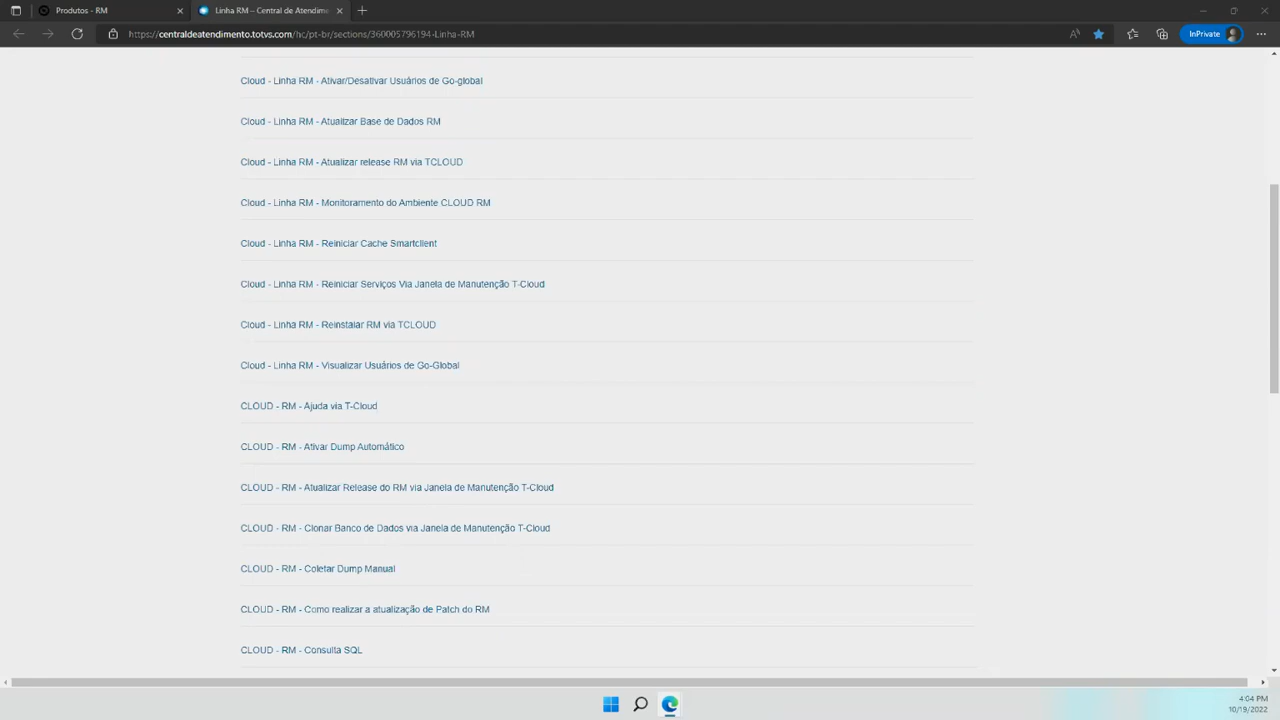 Produtos - RM
Linha RM – Central de Atendime
https://centraldeatendimento.totvs.com/hc/pt-br/sections/360005796194-Linha-RM
InPrivate
Cloud - Linha RM - Ativar/Desativar Usuários de Go-global
Cloud - Linha RM - Atualizar Base de Dados RM
Cloud - Linha RM - Atualizar release RM via TCLOUD
Cloud - Linha RM - Monitoramento do Ambiente CLOUD RM
Cloud - Linha RM - Reiniciar Cache Smartclient
Cloud - Linha RM - Reiniciar Serviços Via Janela de Manutenção T-Cloud
Cloud - Linha RM - Reinstalar RM via TCLOUD
Cloud - Linha RM - Visualizar Usuários de Go-Global
CLOUD - RM - Ajuda via T-Cloud
CLOUD - RM - Ativar Dump Automático
CLOUD - RM - Atualizar Release do RM via Janela de Manutenção T-Cloud
CLOUD - RM - Clonar Banco de Dados via Janela de Manutenção T-Cloud
CLOUD - RM - Coletar Dump Manual
CLOUD - RM - Como realizar a atualização de Patch do RM
CLOUD - RM - Consulta SQL
4:04 PM
10/19/2022